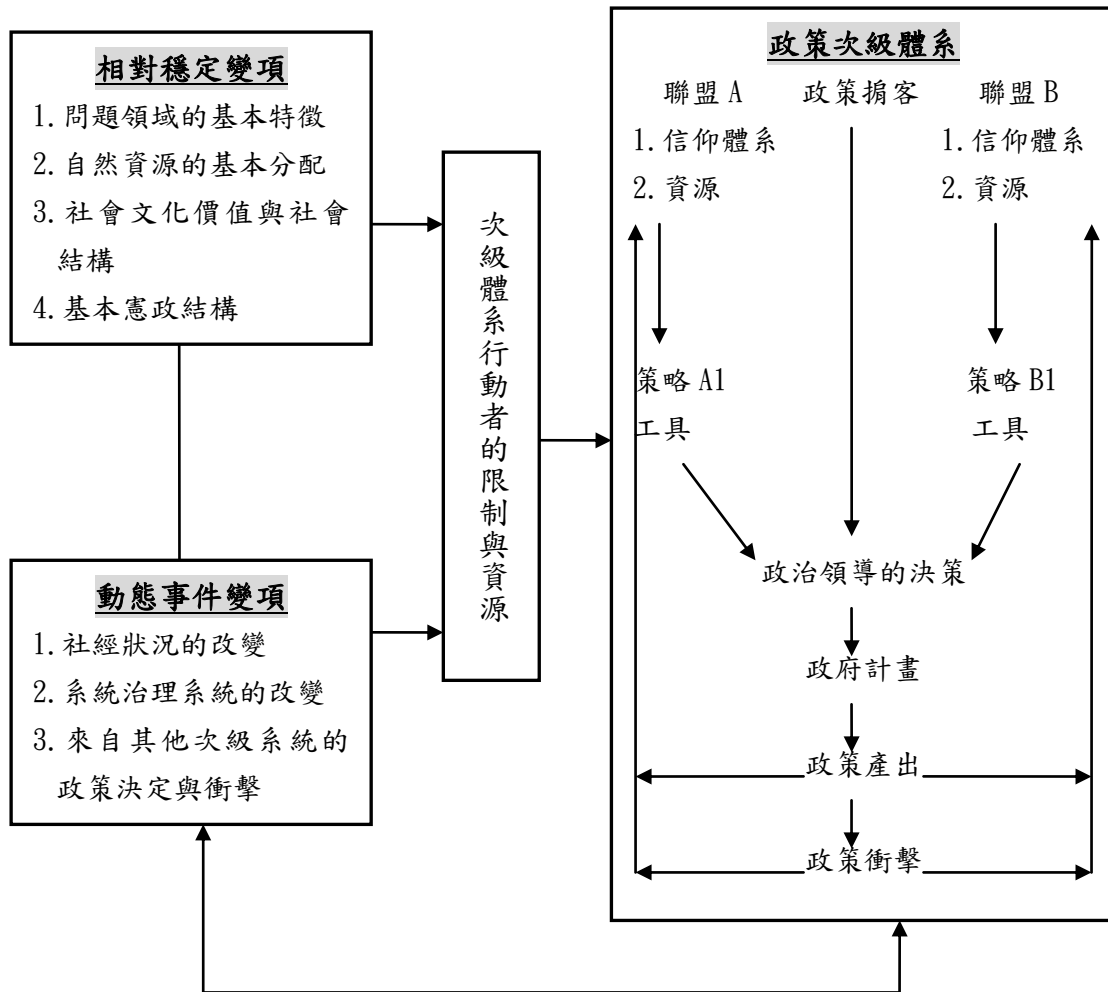 相對穩定變項
1.問題領域的基本特徵
2.自然資源的基本分配
3.社會文化價值與社會
結構
4.基本憲政結構
動態事件變項
1.社經狀況的改變
2.系統治理系統的改變
3.來自其他次級系統的
政策決定與衝擊
次級體系行動者的限制與資源
政策次級體系
聯盟 A
1.信仰體系
2.資源
政策掮客
聯盟 B
1.信仰體系
2.資源
策略 A1
工具
策略 B1
工具
政治領導的決策
政府計畫
政策產出
政策衝擊